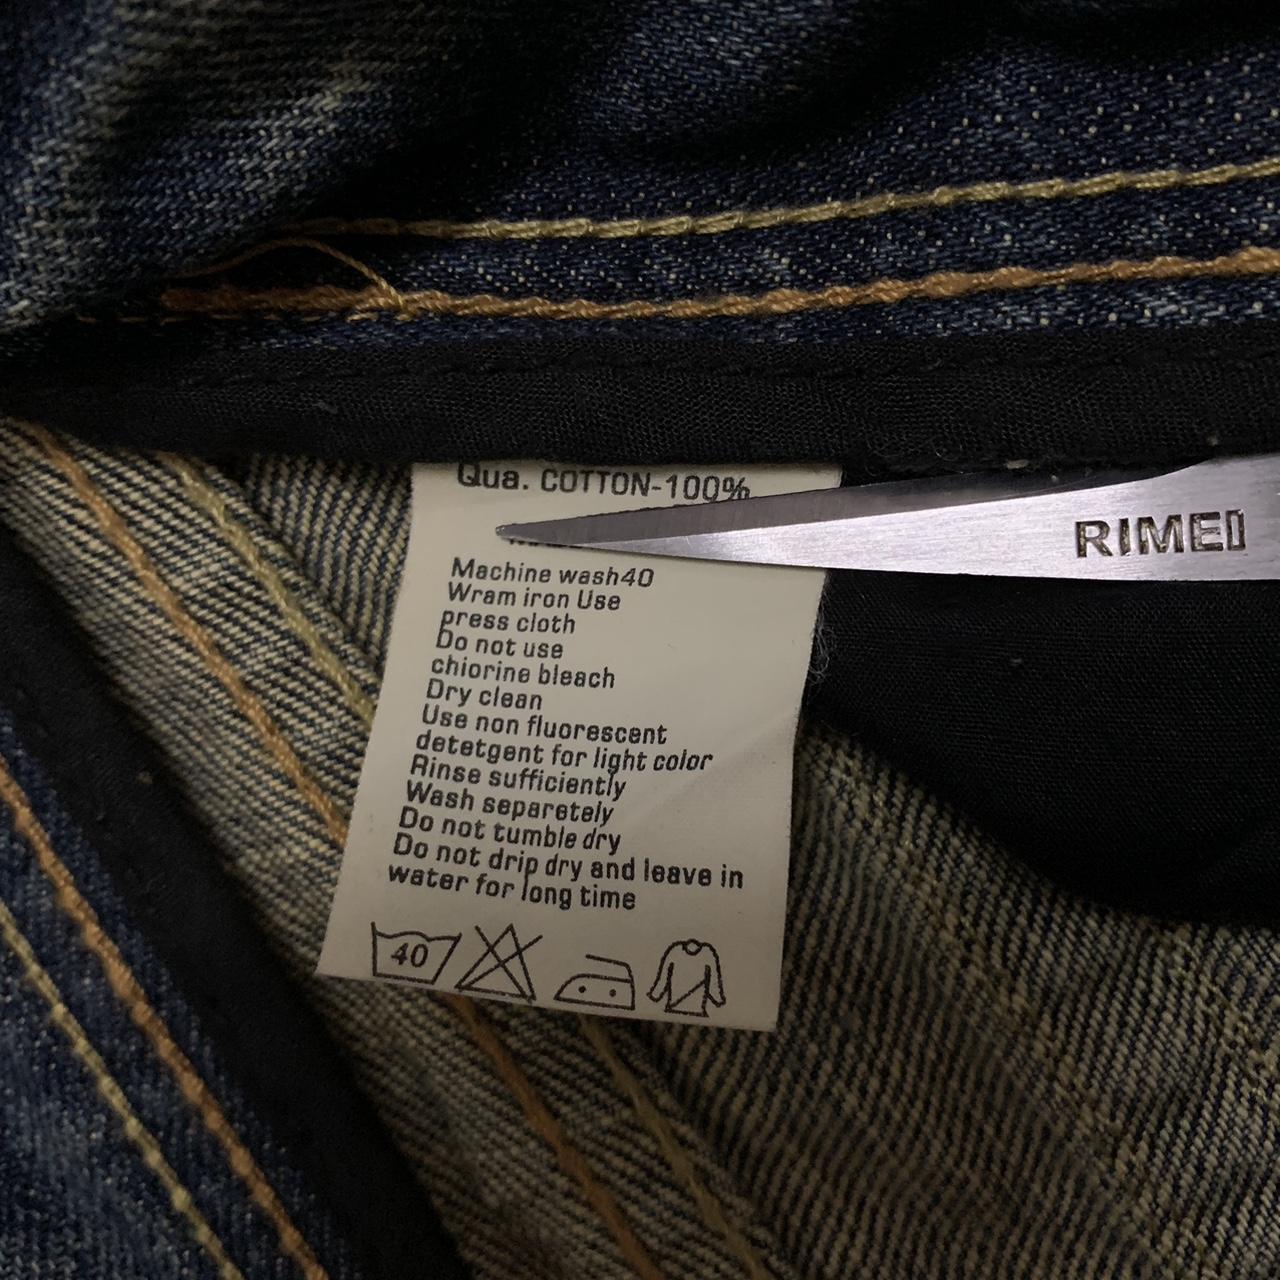 Qua. COTTON-100%
RIMEI
Machine wash40
Wram iron Use
press cloth
Do not use
chiorine bleach
Dry clean
Use non fluorescent
detetgent for light color
Rinse sufficiently
Wash separetely
Do not tumble dry
Do not drip dry and leave in
water for long time
40